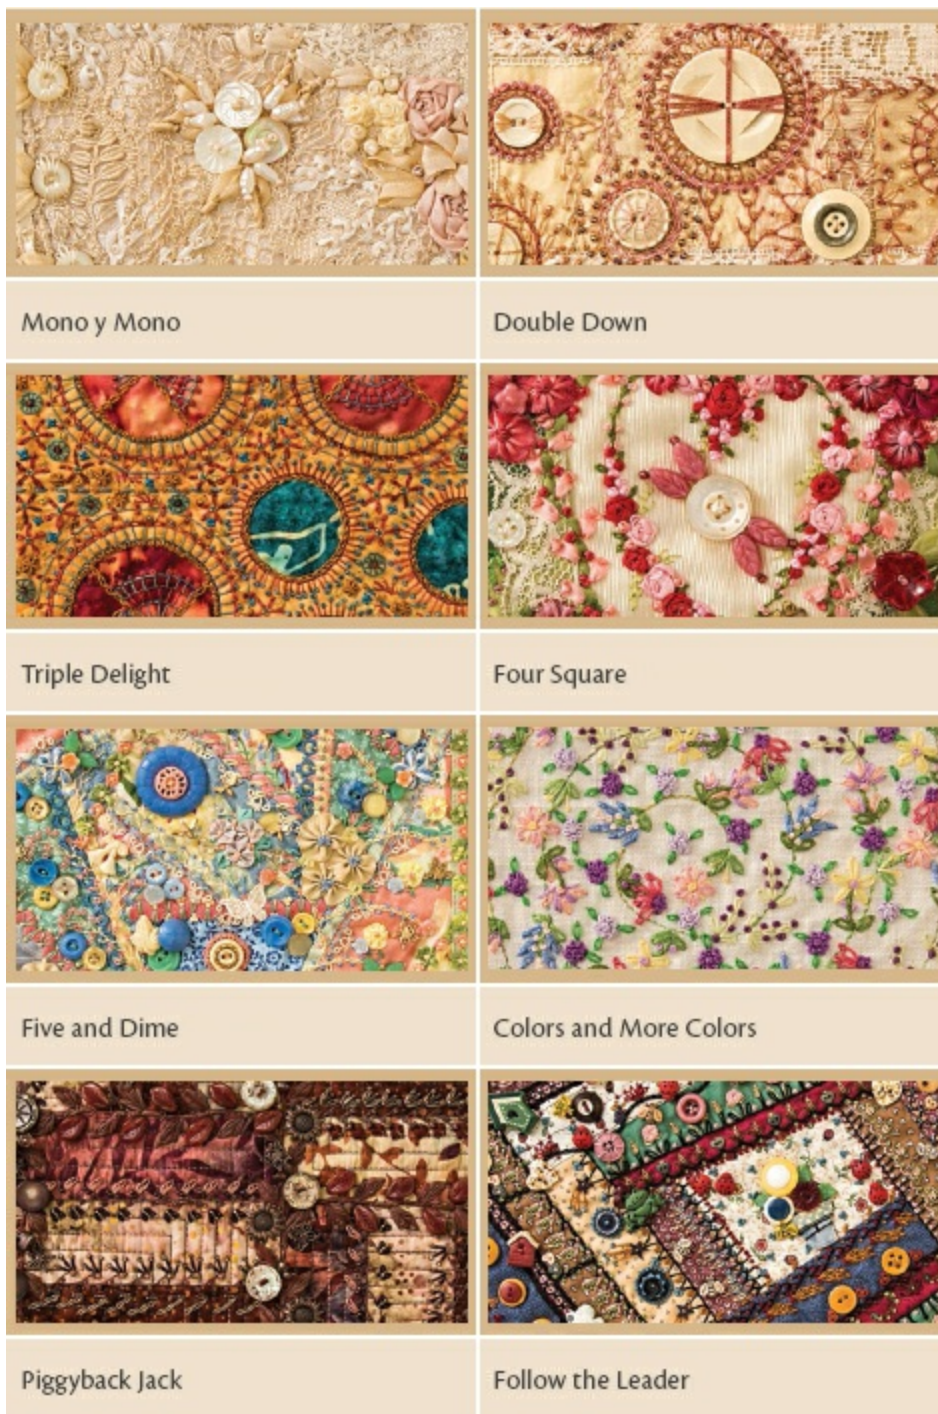 Mono y Mono
Double Down
Triple Delight
Four Square
Five and Dime
Colors and More Colors
Piggyback Jack
Follow the Leader